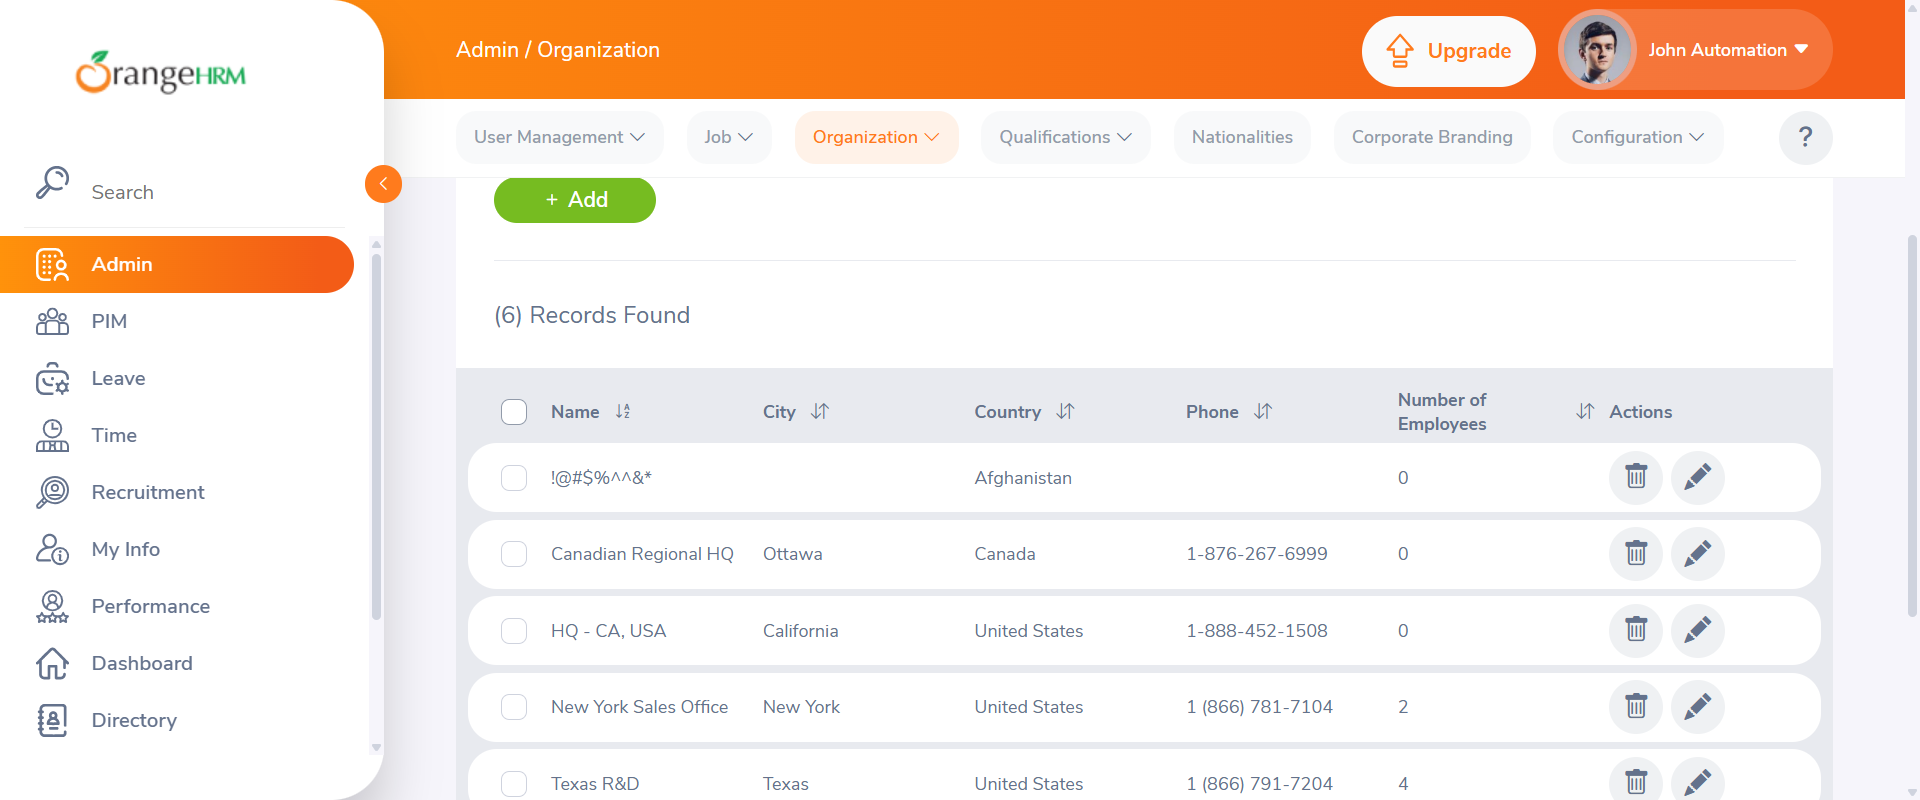 OrangeHRM
Admin / Organization
Upgrade
John Automation
User Management
Job
Organization
Qualifications
Nationalities
Corporate Branding
Configuration
?
Search
Admin
PIM
Leave
Time
Recruitment
My Info
Performance
Dashboard
Directory
+ Add
(6) Records Found
Name City Country Phone Number of Employees Actions
!@#$%^^&* Afghanistan 0
Canadian Regional HQ Ottawa Canada 1-876-267-6999 0
HQ - CA, USA California United States 1-888-452-1508 0
New York Sales Office New York United States 1 (866) 781-7104 2
Texas R&D Texas United States 1 (866) 791-7204 4